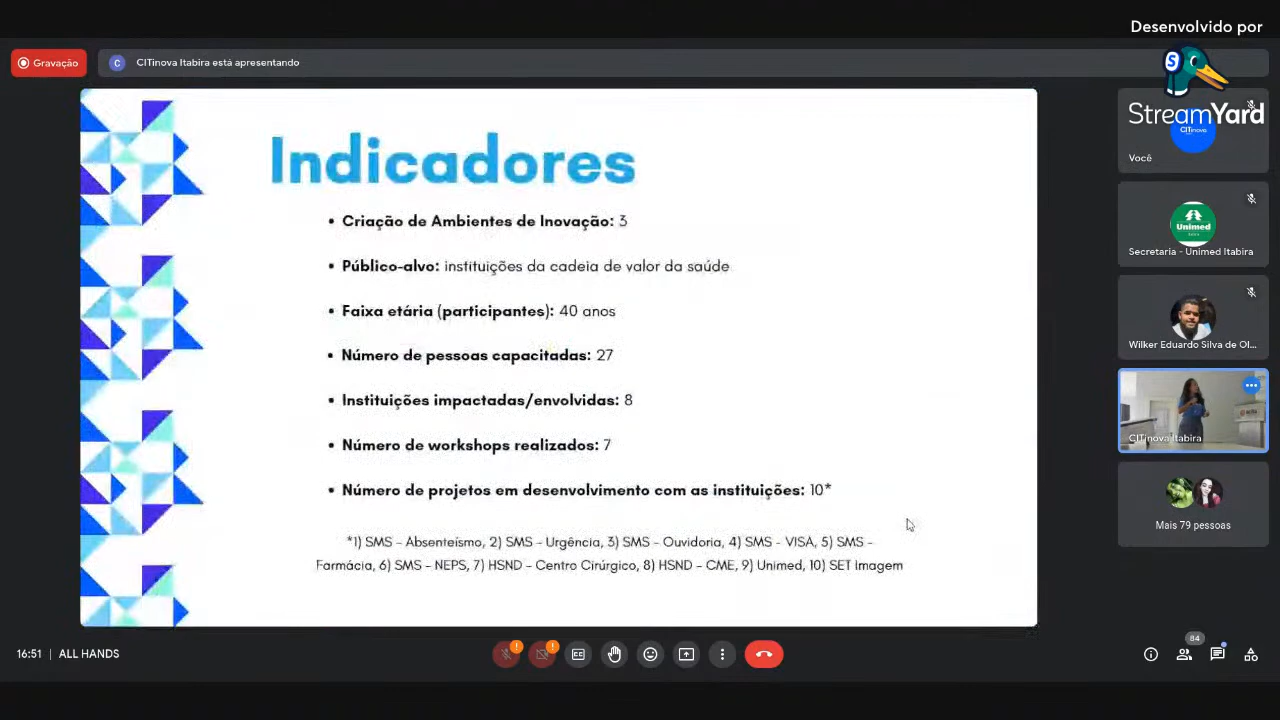 Desenvolvido por
StreamYard
Gravação
C
CITinova Itabira está apresentando
Indicadores
• Criação de Ambientes de Inovação: 3
• Público-alvo: instituições da cadeia de valor da saúde
• Faixa etária (participantes): 40 anos
• Número de pessoas capacitadas: 27
• Instituições impactadas/envolvidas: 8
• Número de workshops realizados: 7
• Número de projetos em desenvolvimento com as instituições: 10*
*1) SMS - Absenteísmo, 2) SMS - Urgência, 3) SMS - Ouvidoria, 4) SMS - VISA, 5) SMS -
Farmácia, 6) SMS - NEPS, 7) HSND - Centro Cirúrgico, 8) HSND - CME, 9) Unimed, 10) SET Imagem
CITinova
Você
Unimed
Secretaria - Unimed Itabira
Wilker Eduardo Silva de Ol...
CITinova Itabira
Mais 79 pessoas
16:51 | ALL HANDS
84